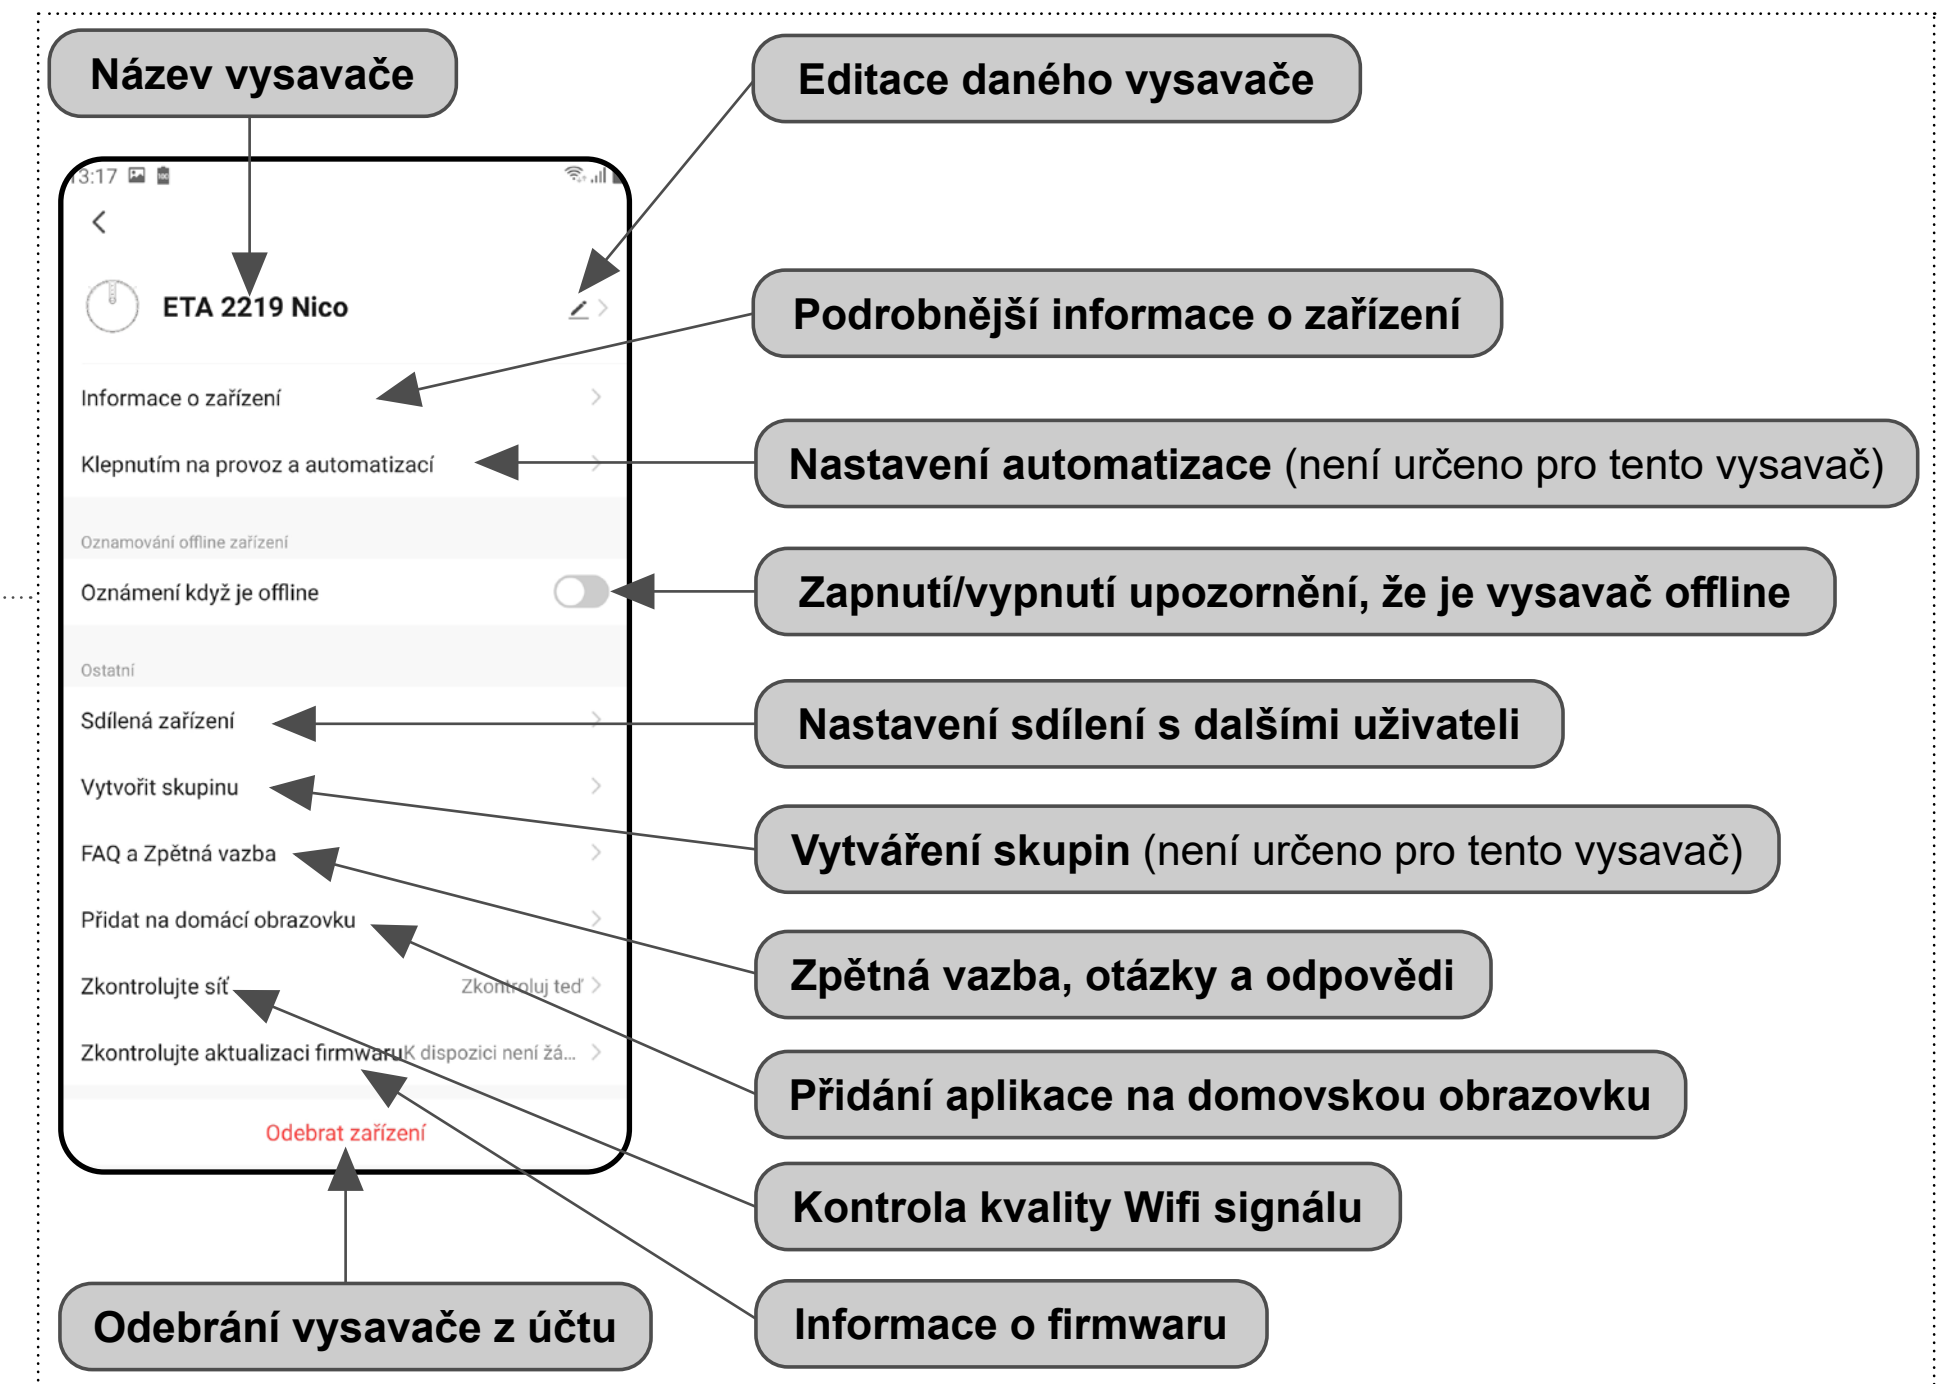 Název vysavače
Editace daného vysavače
13:17
ETA 2219 Nico
Podrobnější informace o zařízení
Informace o zařízení
Klepnutím na provoz a automatizací
Nastavení automatizace (není určeno pro tento vysavač)
Oznamování offline zařízení
Oznámení když je offline
Zapnutí/vypnutí upozornění, že je vysavač offline
Ostatní
Sdílená zařízení
Nastavení sdílení s dalšími uživateli
Vytvořit skupinu
Vytváření skupin (není určeno pro tento vysavač)
FAQ a Zpětná vazba
Přidat na domácí obrazovku
Zpětná vazba, otázky a odpovědi
Zkontrolujte síť Zkontroluj teď
Zkontrolujte aktualizaci firmwaru K dispozici není žá...
Přidání aplikace na domovskou obrazovku
Odebrat zařízení
Kontrola kvality Wifi signálu
Odebrání vysavače z účtu
Informace o firmwaru